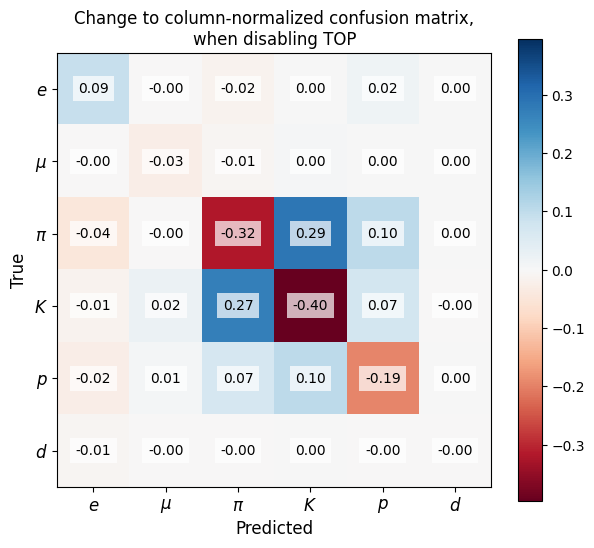 Change to column-normalized confusion matrix,
when disabling TOP
e 0.09 -0.00 -0.02 0.00 0.02 0.00
μ -0.00 -0.03 -0.01 0.00 0.00 0.00
π -0.04 -0.00 -0.32 0.29 0.10 0.00
K -0.01 0.02 0.27 -0.40 0.07 -0.00
p -0.02 0.01 0.07 0.10 -0.19 0.00
d -0.01 -0.00 -0.00 0.00 -0.00 -0.00
e μ π K p d
Predicted
True
0.3
0.2
0.1
0.0
−0.1
−0.2
−0.3